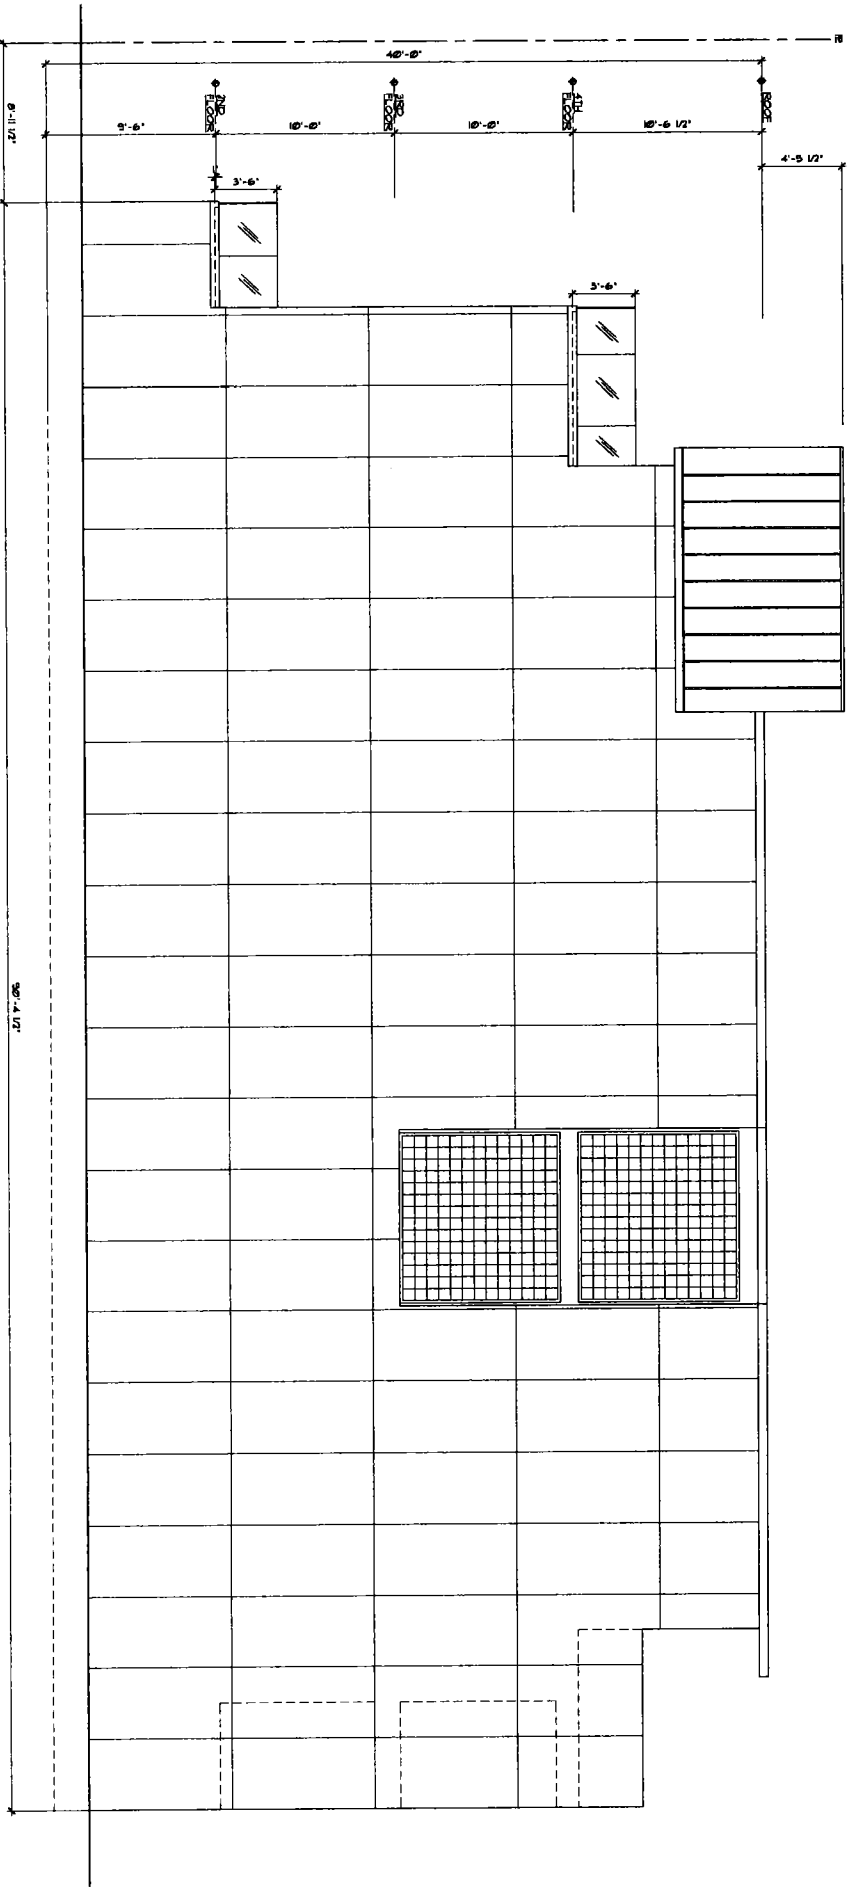 40'-0"
2ND
FLOOR
3RD
FLOOR
4TH
FLOOR
ROOF
9'-6"
10'-0"
10'-0"
10'-6 1/2"
4'-5 1/2"
8'-11 1/2"
3'-6"
3'-6"
90'-4 1/2"